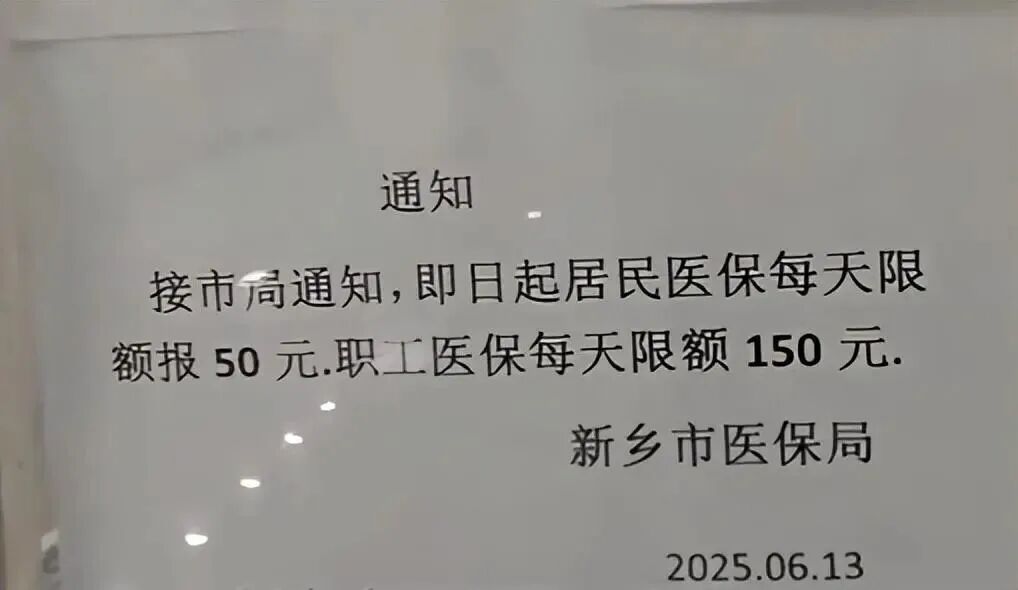 通知
接市局通知,即日起居民医保每天限
额报 50 元.职工医保每天限额 150 元.
新乡市医保局
2025.06.13